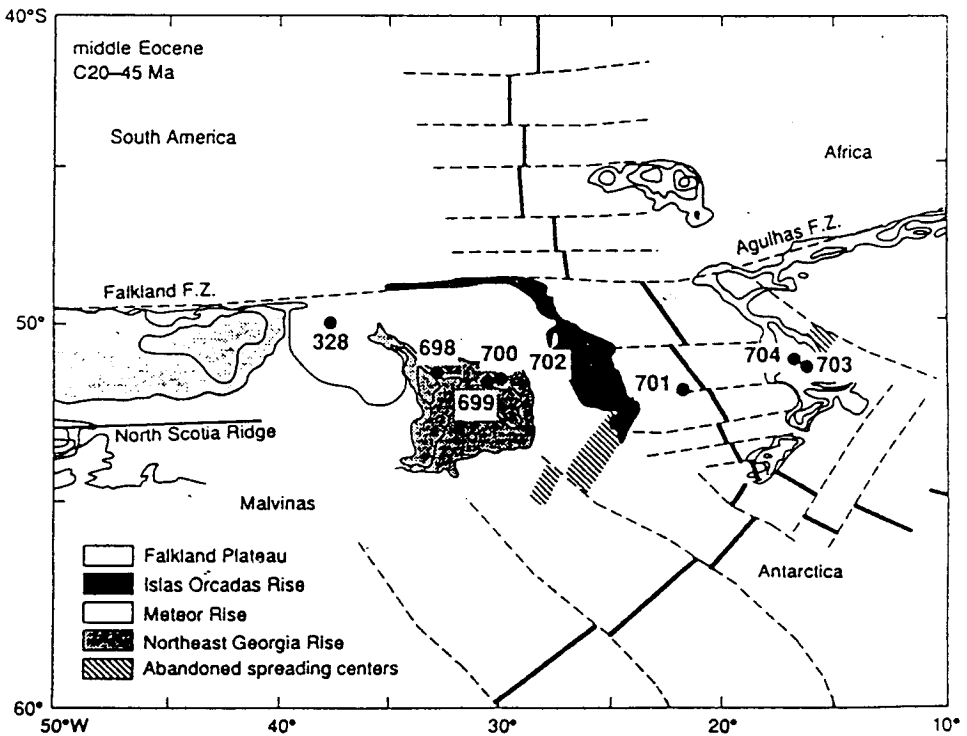 40°S
middle Eocene
C20–45 Ma
South America
Africa
Agulhas F.Z.
Falkland F.Z.
50°
328
698
700
702
704
703
699
701
North Scotia Ridge
Malvinas
Falkland Plateau
Islas Orcadas Rise
Meteor Rise
Northeast Georgia Rise
Abandoned spreading centers
Antarctica
60°
50°W
40°
30°
20°
10°